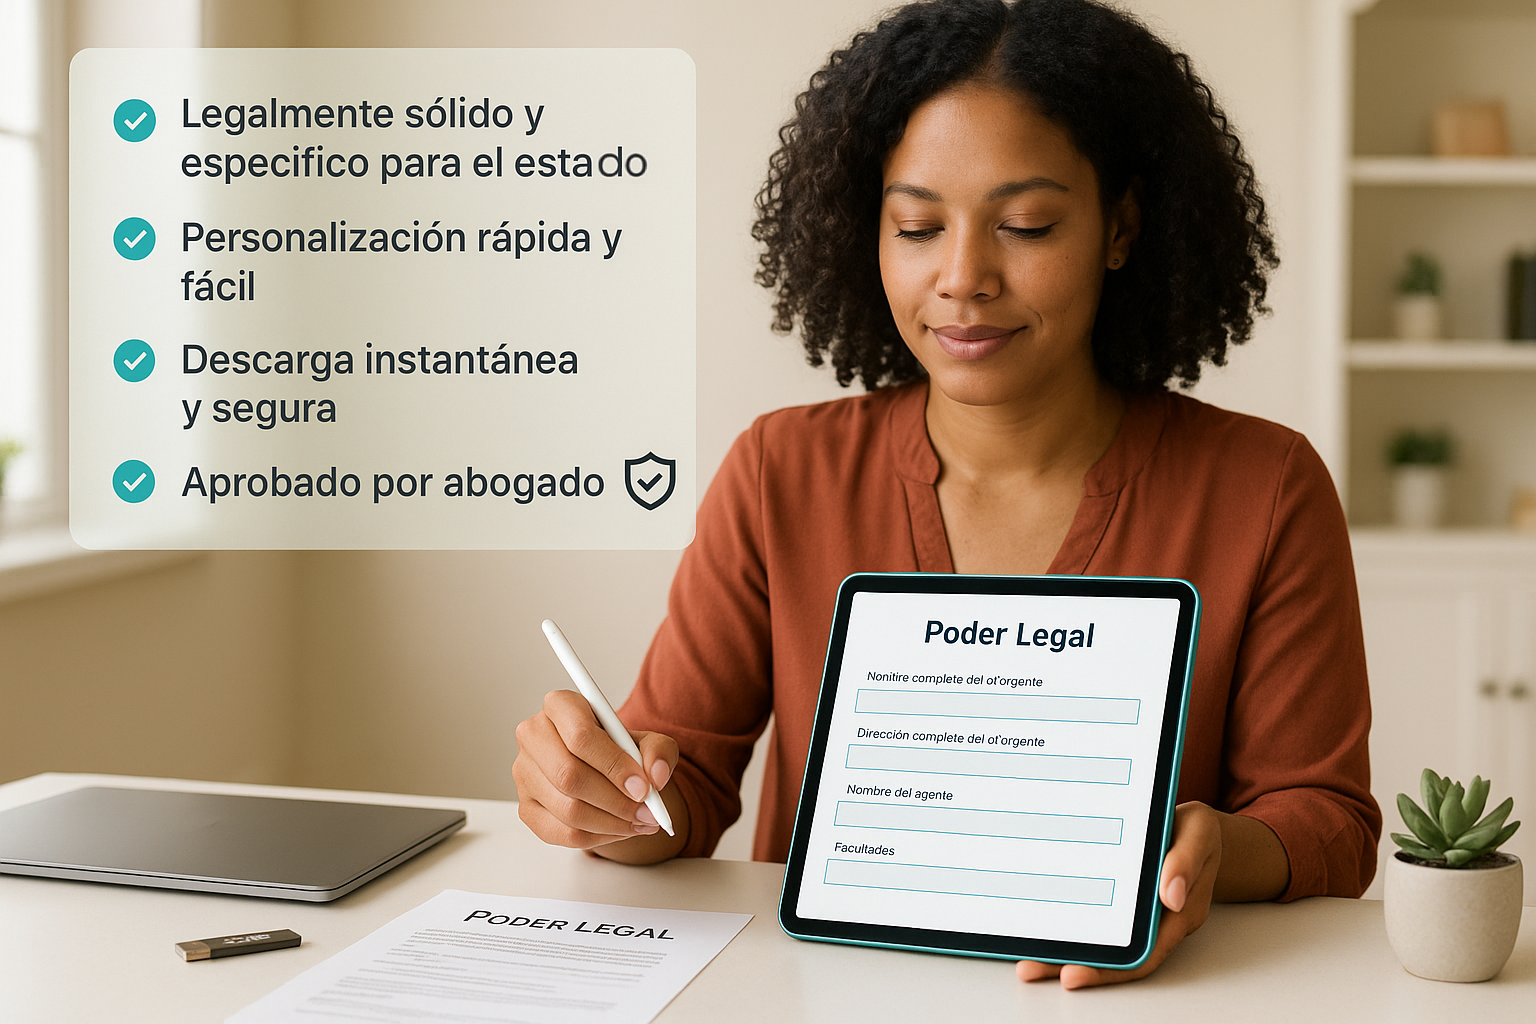 Legalmente sólido y
especifico para el estado
Personalización rápida y
fácil
Descarga instantánea
y segura
Aprobado por abogado
Poder Legal
Nonitire complete del ot'orgente
Dirección complete del ot'orgente
Nombre del agente
Facultades
PODER LEGAL